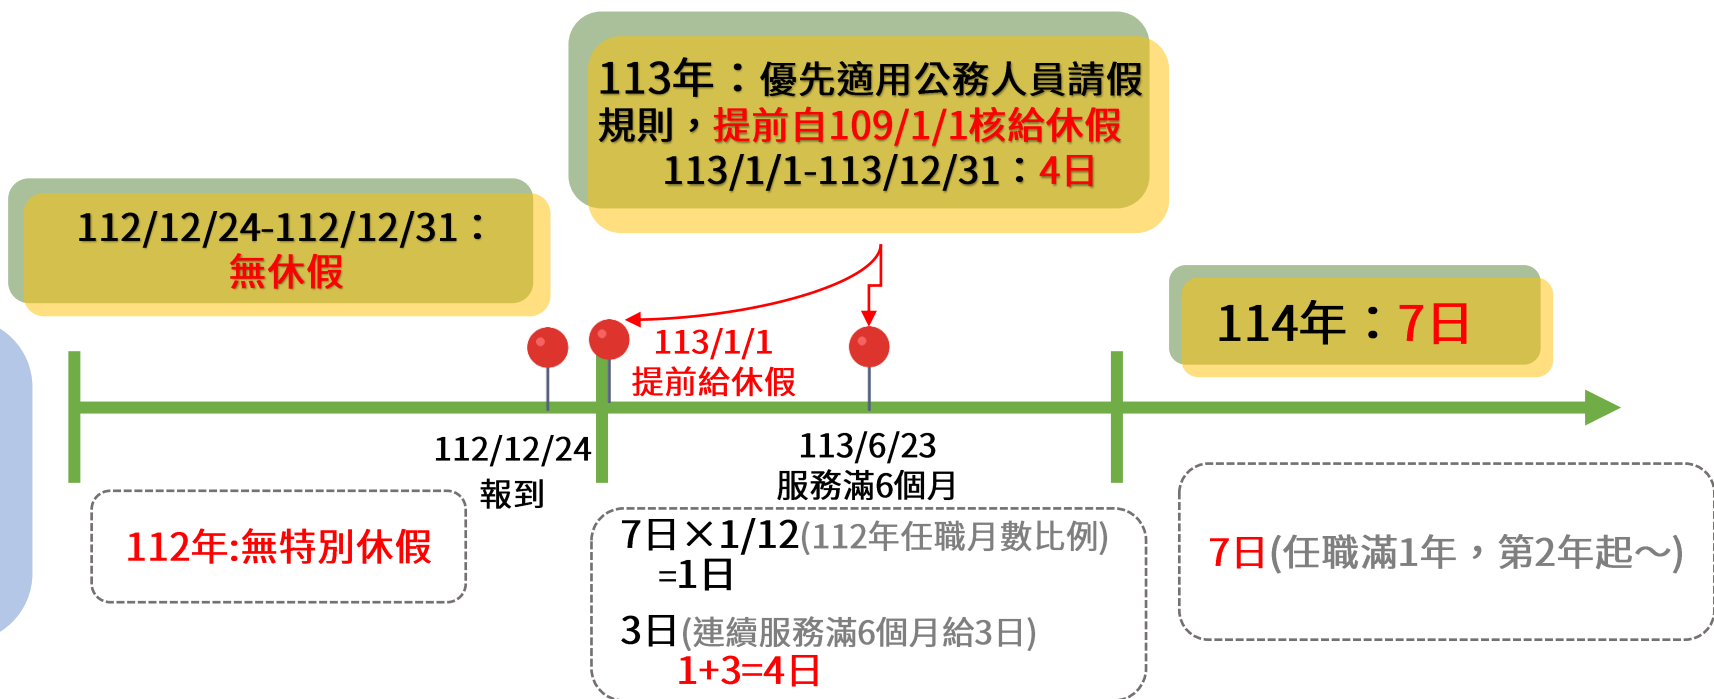 113年：優先適用公務人員請假
規則，提前自109/1/1核給休假
113/1/1-113/12/31：4日
112/12/24-112/12/31：
無休假
114年：7日
113/1/1
提前給休假
112/12/24
報到
113/6/23
服務滿6個月
112年:無特別休假
7日×1/12(112年任職月數比例)
=1日
3日(連續服務滿6個月給3日)
1+3=4日
7日(任職滿1年，第2年起～)